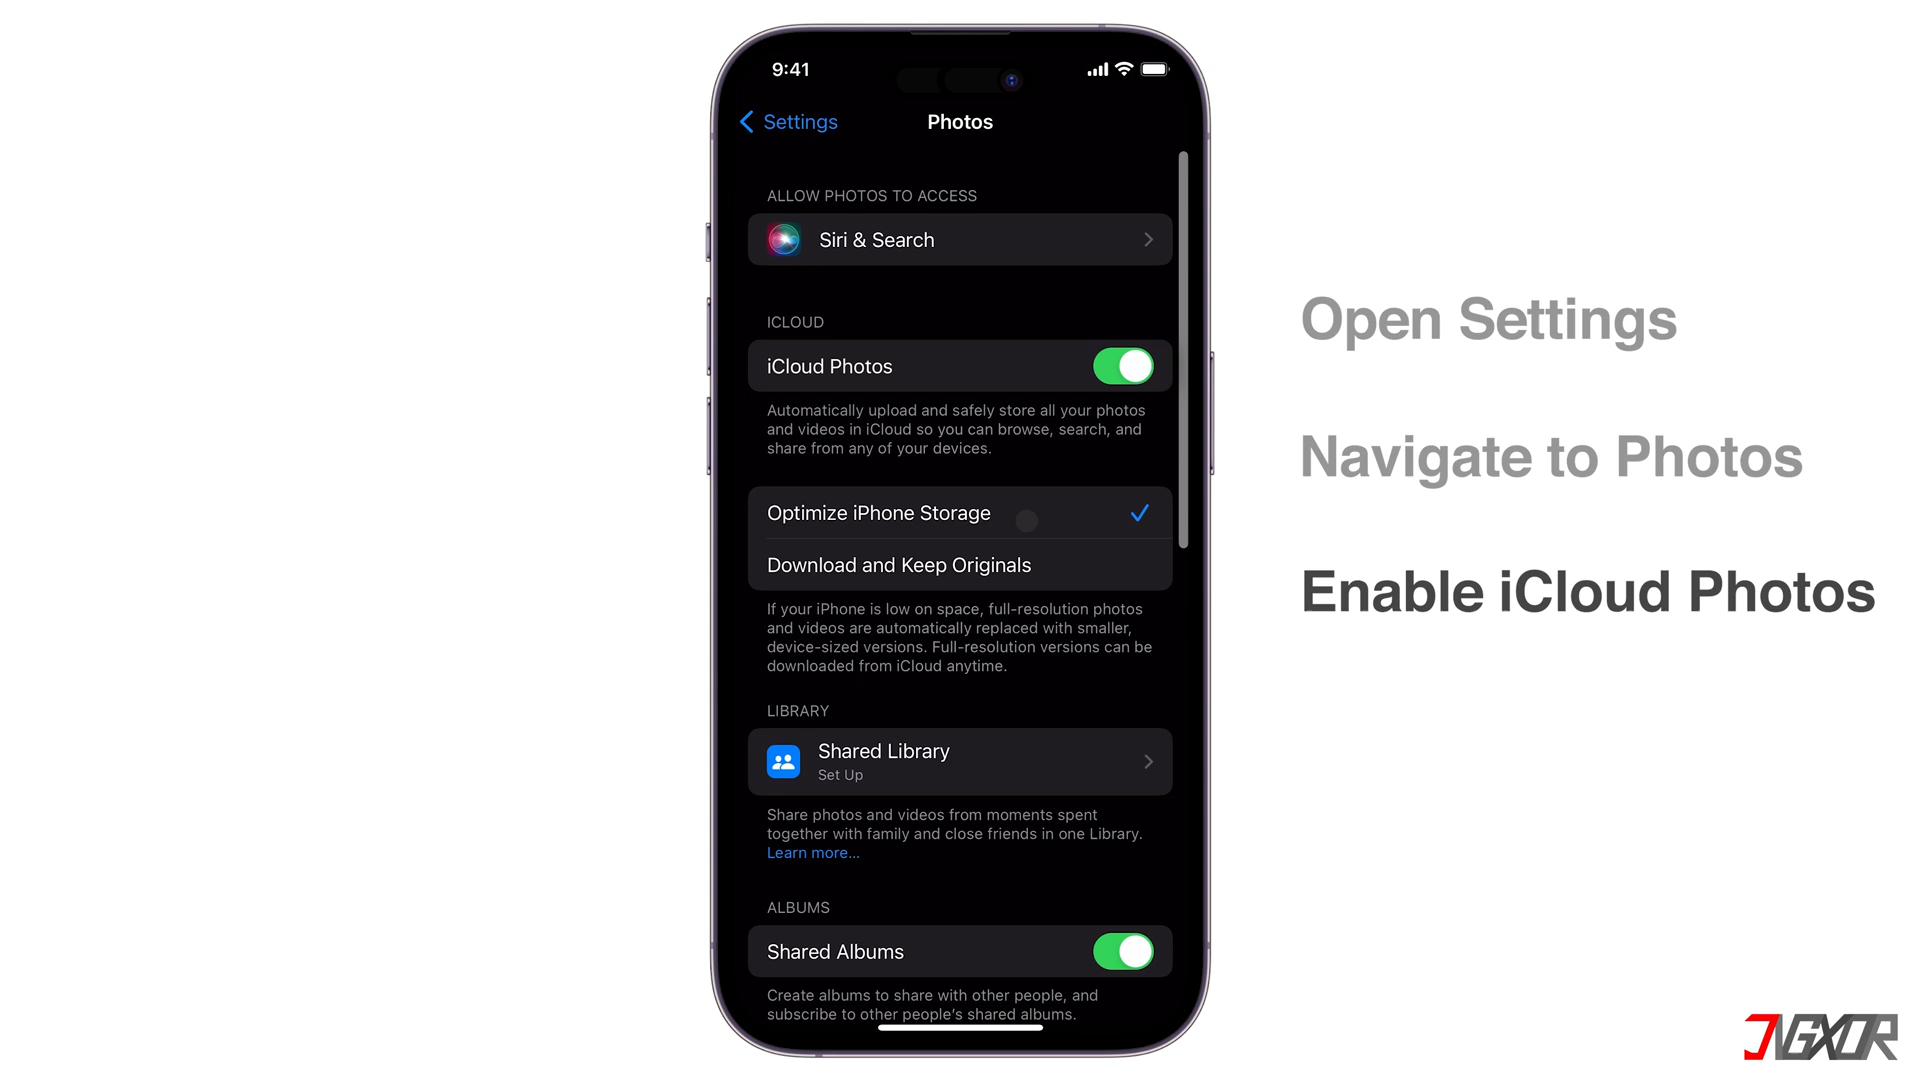 9:41
Settings
Photos
ALLOW PHOTOS TO ACCESS
Siri & Search
ICLOUD
iCloud Photos
Automatically upload and safely store all your photos
and videos in iCloud so you can browse, search, and
share from any of your devices.
Optimize iPhone Storage
Download and Keep Originals
If your iPhone is low on space, full-resolution photos
and videos are automatically replaced with smaller,
device-sized versions. Full-resolution versions can be
downloaded from iCloud anytime.
LIBRARY
Shared Library
Set Up
Share photos and videos from moments spent
together with family and close friends in one Library.
Learn more...
ALBUMS
Shared Albums
Create albums to share with other people, and
subscribe to other people's shared albums.
Open Settings
Navigate to Photos
Enable iCloud Photos